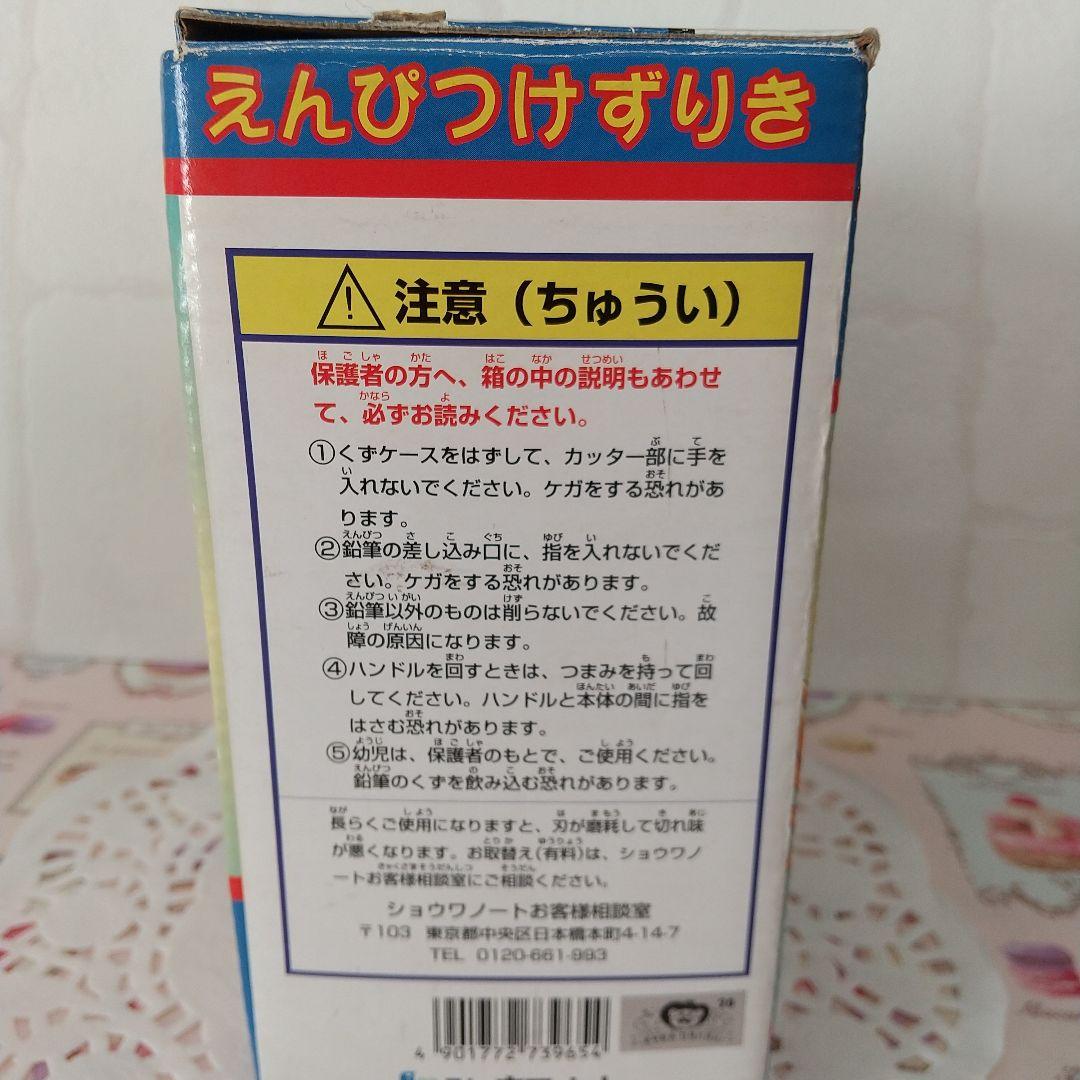 えんぴつけずりき
注意（ちゅうい）
保護者の方へ、箱の中の説明もあわせ
て、必ずお読みください。
①くずケースをはずして、カッター部に手を
入れないでください。ケガをする恐れがあ
ります。
②鉛筆の差し込み口に、指を入れないでくだ
さい。ケガをする恐れがあります。
③鉛筆以外のものは削らないでください。故
障の原因になります。
④ハンドルを回すときは、つまみを持って回
してください。ハンドルと本体の間に指を
はさむ恐れがあります。
⑤幼児は、保護者のもとで、ご使用ください。
鉛筆のくずを飲み込む恐れがあります。
長らくご使用になりますと、刃が磨耗して切れ味
が悪くなります。お取替え(有料)は、ショウワノ
ートお客様相談室にご相談ください。
ショウワノートお客様相談室
〒103 東京都中央区日本橋本町4-14-7
TEL 0120-661-993
4 901772 739654